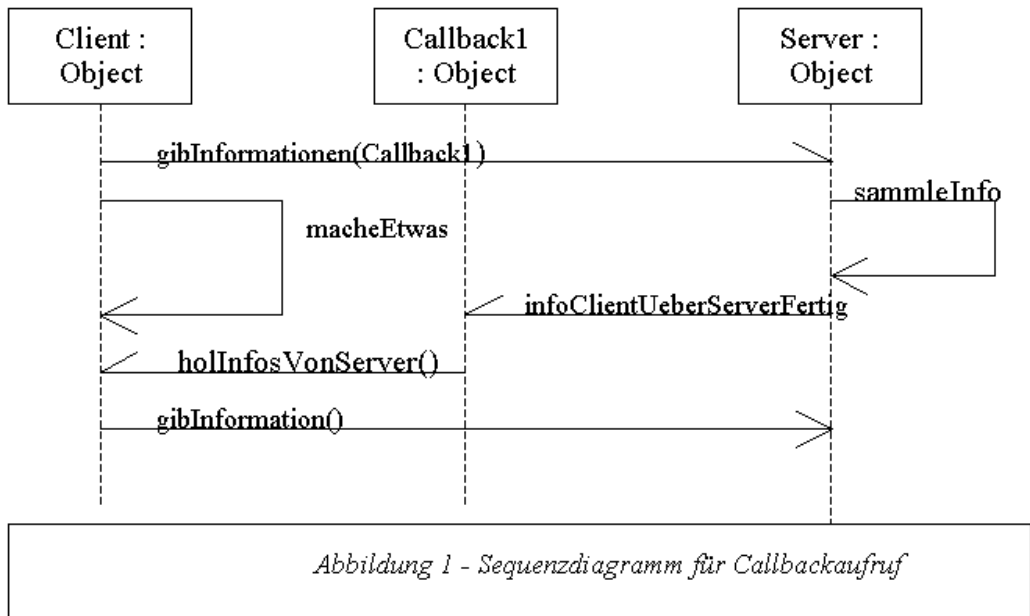 Client :
Object
Callback1
: Object
Server :
Object
gibInformationen(Callback1)
sammleInfo
macheEtwas
infoClientUeberServerFertig
holInfosVonServer()
gibInformation()
Abbildung 1 - Sequenzdiagramm für Callbackaufruf